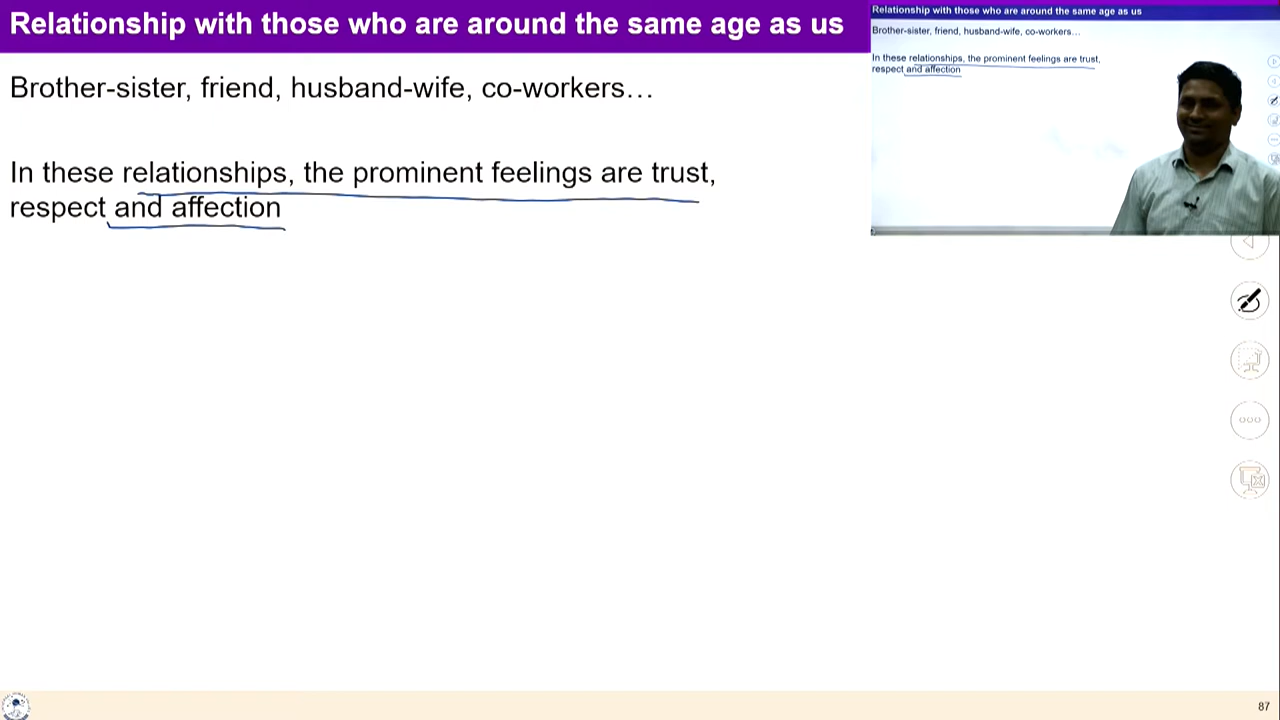 Relationship with those who are around the same age as us
Brother-sister, friend, husband-wife, co-workers…
In these relationships, the prominent feelings are trust,
respect and affection
Relationship with those who are around the same age as us
Brother-sister, friend, husband-wife, co-workers…
In these relationships, the prominent feelings are trust,
respect and affection
87